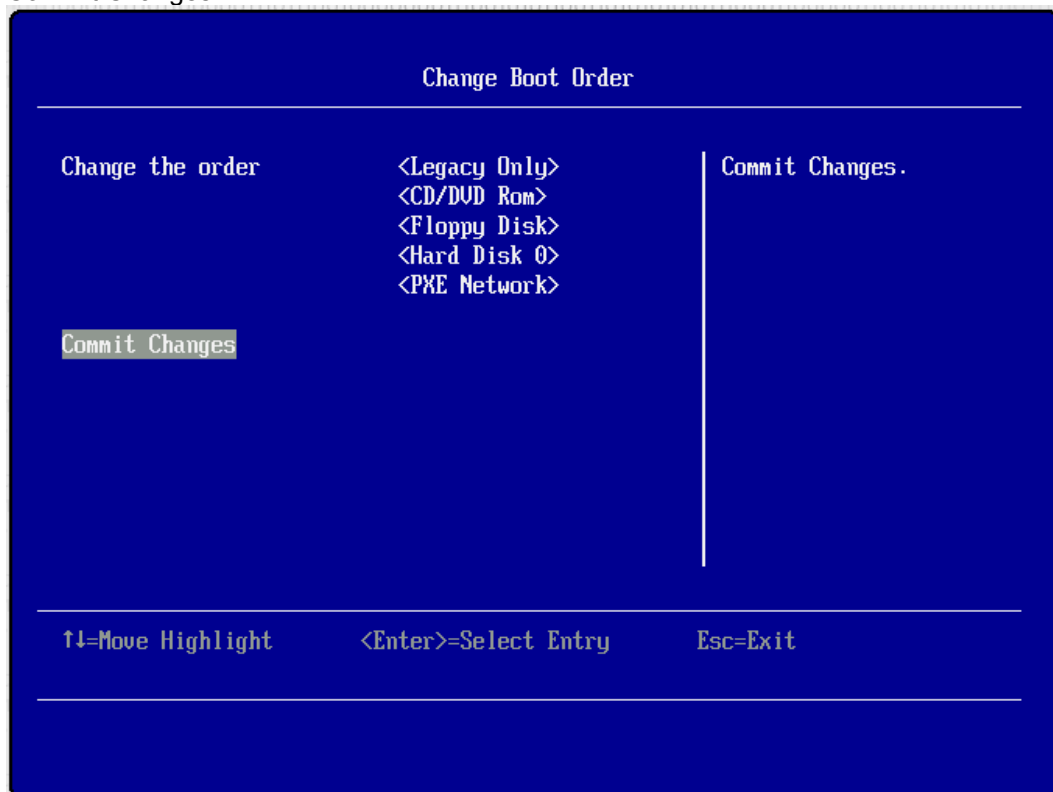 Change Boot Order
Change the order <Legacy Only> Commit Changes.
<CD/DVD Rom>
<Floppy Disk>
<Hard Disk 0>
<PXE Network>
Commit Changes
↑↓=Move Highlight <Enter>=Select Entry Esc=Exit